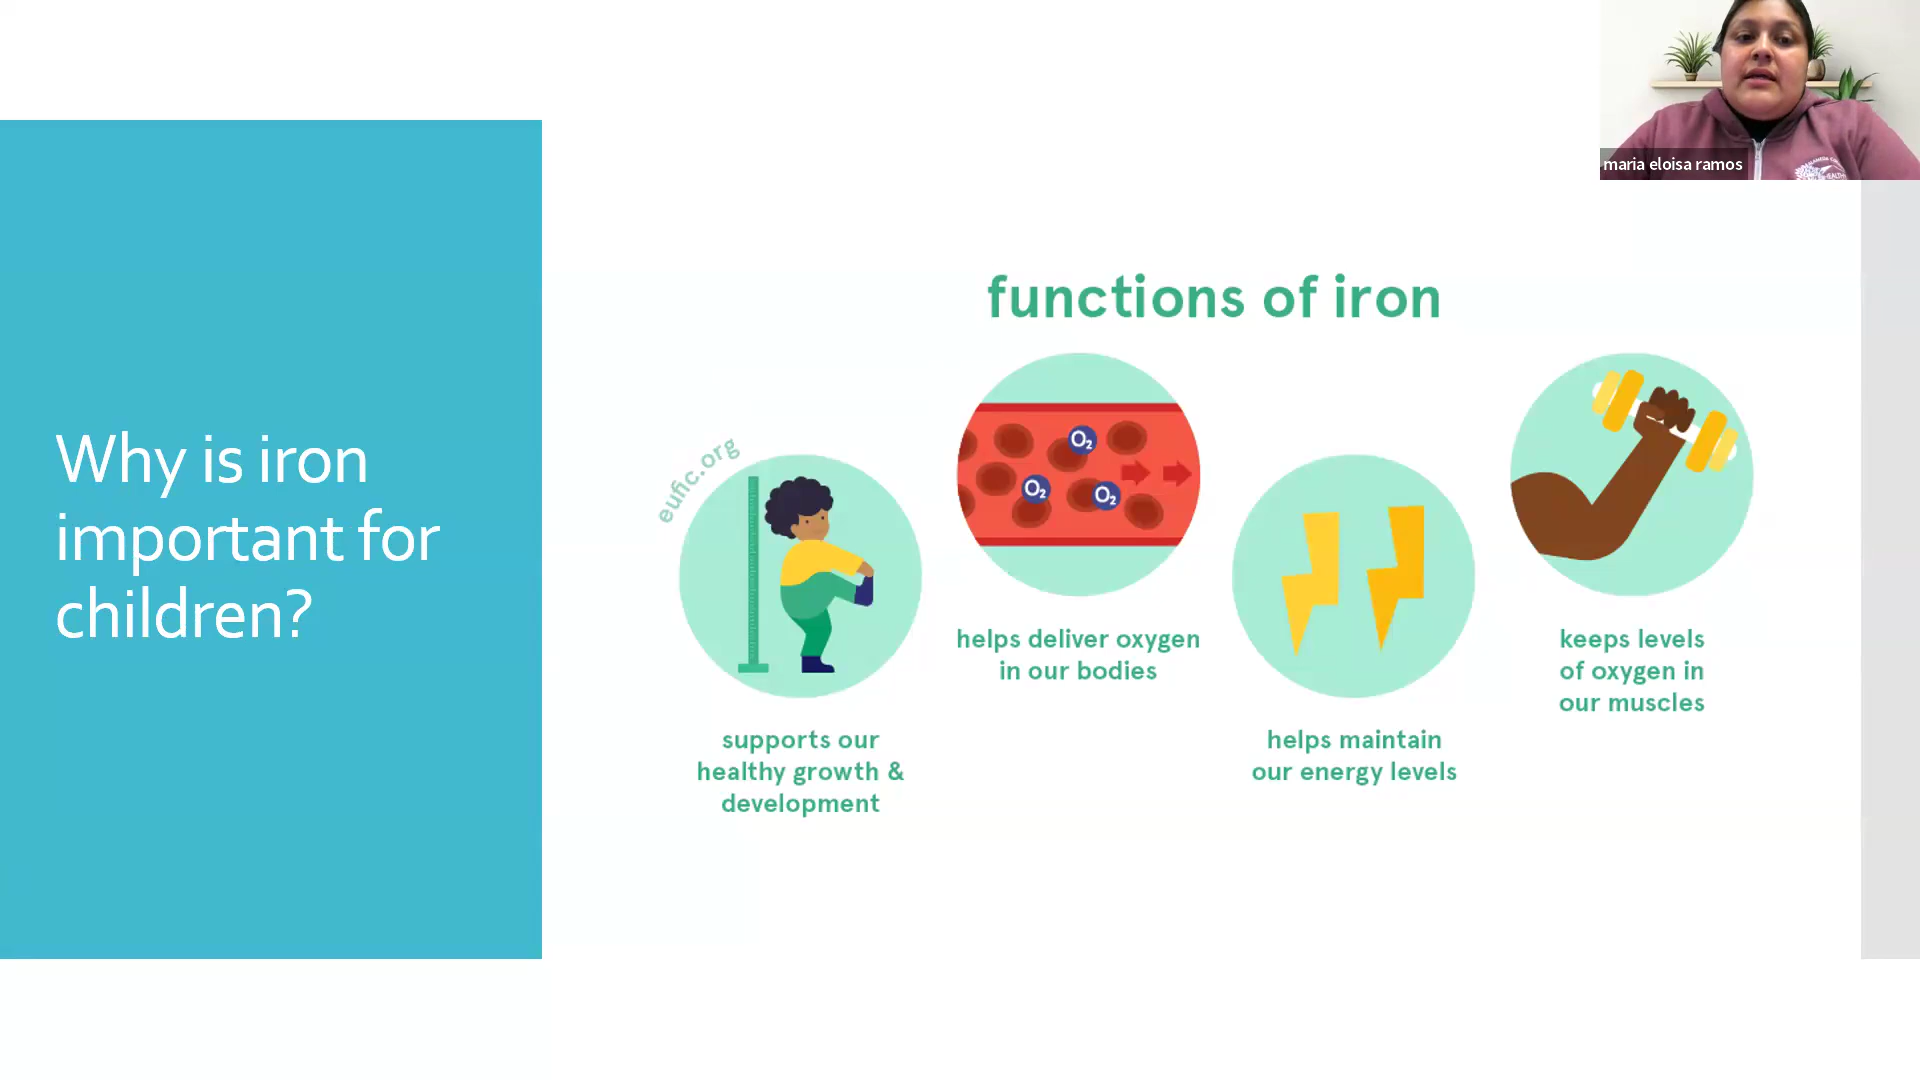 maria eloisa ramos
Why is iron
important for
children?
functions of iron
eufic.org
O₂
O₂
O₂
supports our
healthy growth &
development
helps deliver oxygen
in our bodies
helps maintain
our energy levels
keeps levels
of oxygen in
our muscles